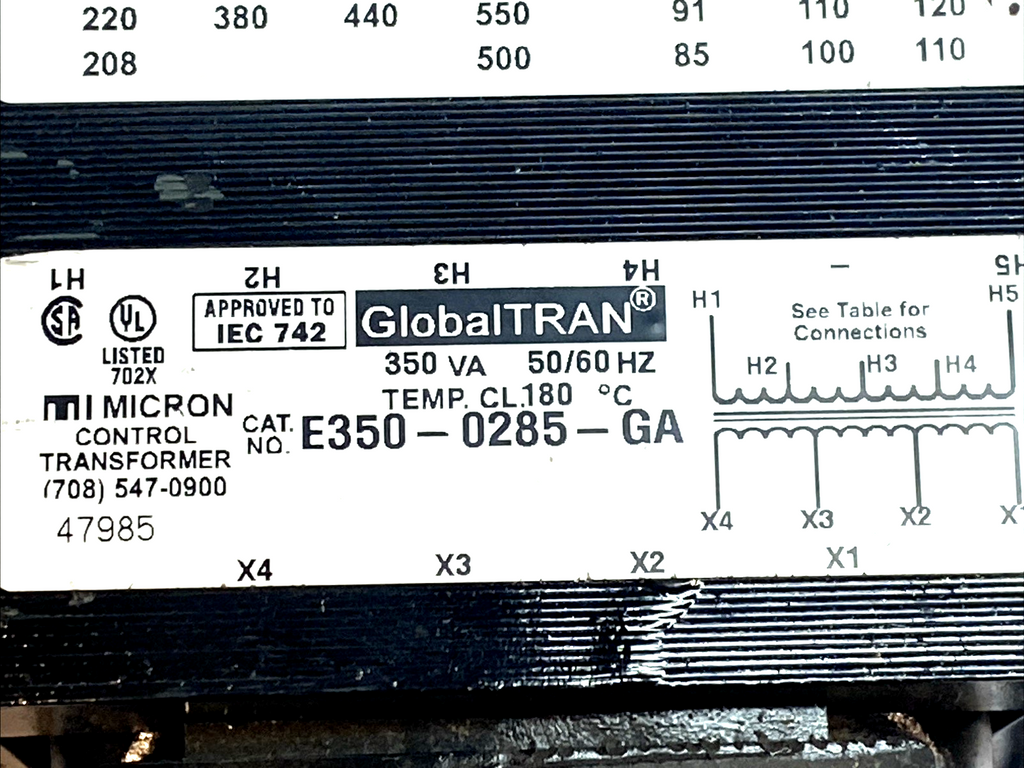 220 380 440 550 91 110 120
208 500 85 100 110
H1 H2 H3 H4 H5
SA UL
LISTED
702X
APPROVED TO
IEC 742
GlobalTRAN®
350 VA 50/60 HZ
TEMP. CL.180 °C
MICRON
CONTROL
TRANSFORMER
(708) 547-0900
47985
CAT.
NO. E350-0285-GA
H1 H5
See Table for
Connections
H2 H3 H4
X4 X3 X2 X1
X4 X3 X2 X1